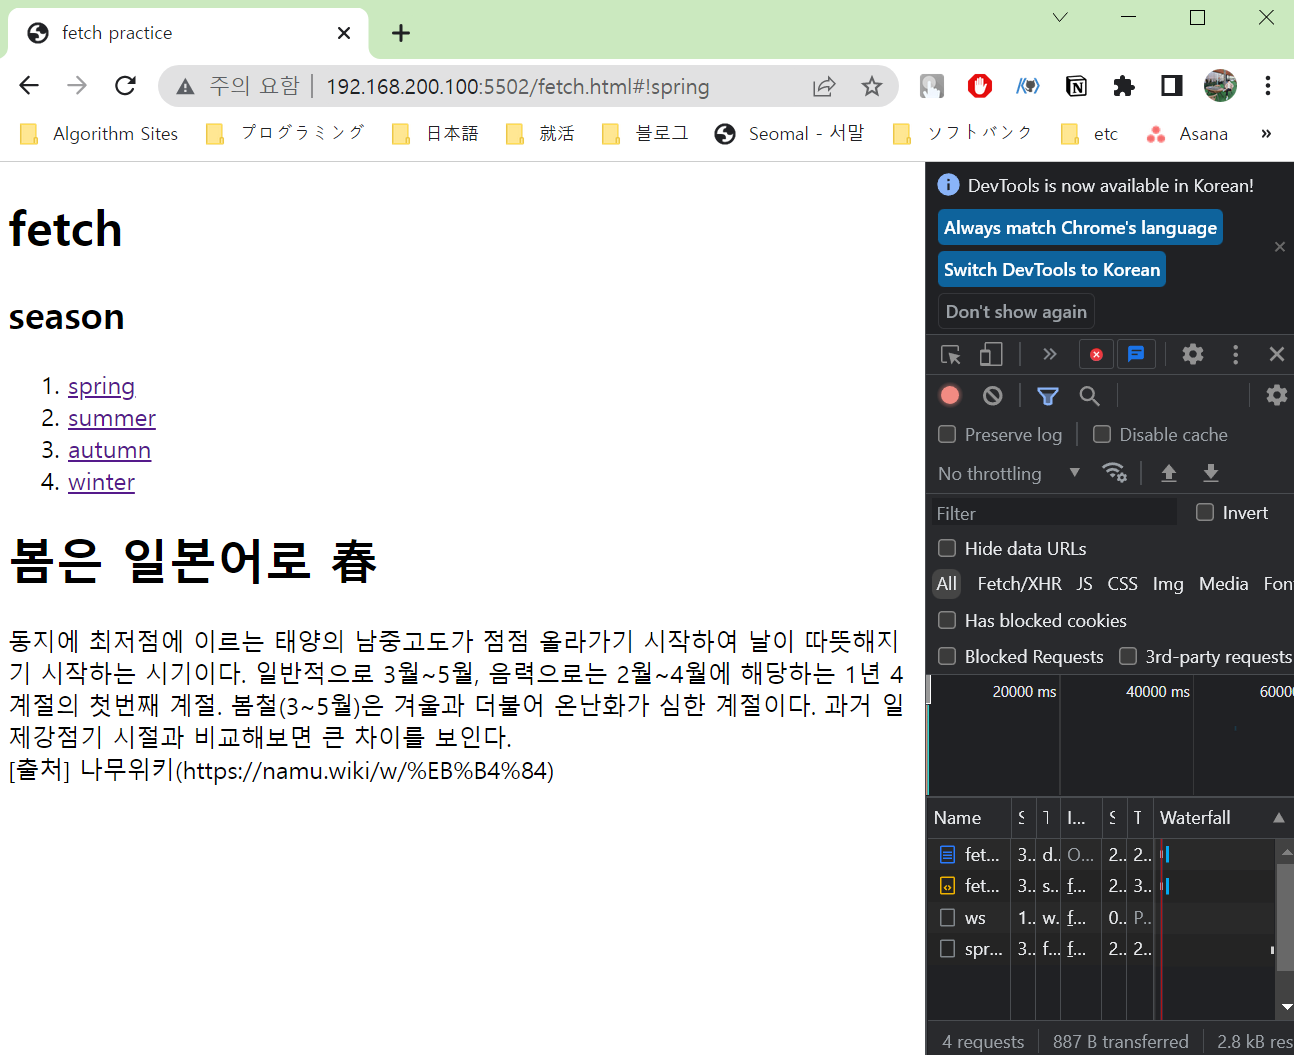 fetch practice
주의 요함 | 192.168.200.100:5502/fetch.html#!spring
Algorithm Sites プログラミング 日本語 就活 블로그 Seomal - 서말 ソフトバンク etc Asana »
fetch
season
1. spring
2. summer
3. autumn
4. winter
봄은 일본어로 春
동지에 최저점에 이르는 태양의 남중고도가 점점 올라가기 시작하여 날이 따뜻해지
기 시작하는 시기이다. 일반적으로 3월~5월, 음력으로는 2월~4월에 해당하는 1년 4
계절의 첫번째 계절. 봄철(3~5월)은 겨울과 더불어 온난화가 심한 계절이다. 과거 일
제강점기 시절과 비교해보면 큰 차이를 보인다.
[출처] 나무위키(https://namu.wiki/w/%EB%B4%84)
DevTools is now available in Korean!
Always match Chrome's language
Switch DevTools to Korean
Don't show again
Preserve log Disable cache
No throttling
Filter Invert
Hide data URLs
All Fetch/XHR JS CSS Img Media Fon
Has blocked cookies
Blocked Requests 3rd-party requests
20000 ms 40000 ms 6000
Name S T I... S T Waterfall
fet... 3.. d.. O... 2.. 2..
fet... 3.. s.. f... 2.. 3..
ws 1.. w. f... 0.. P..
spr... 3.. f... f... 2.. 2..
4 requests 887 B transferred 2.8 kB res